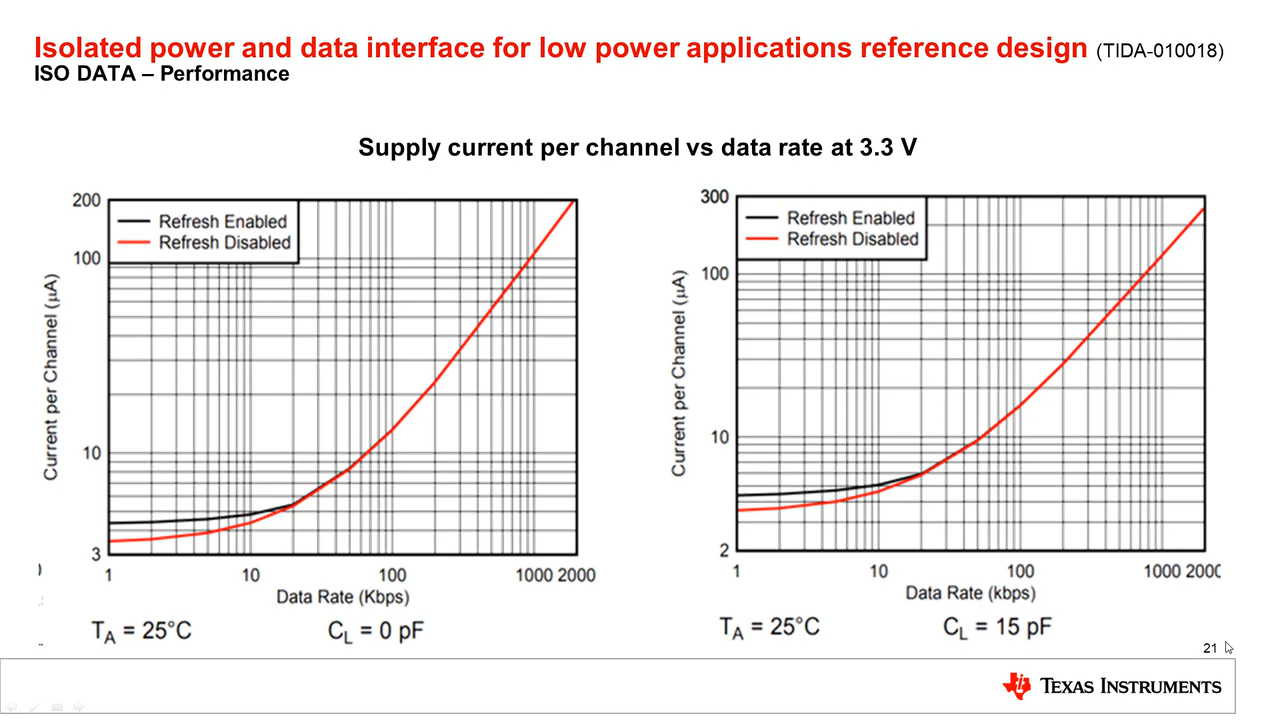 Isolated power and data interface for low power applications reference design (TIDA-010018)
ISO DATA – Performance
Supply current per channel vs data rate at 3.3 V
200
100
10
3
Current per Channel (µA)
Refresh Enabled
Refresh Disabled
1
10
100
1000 2000
Data Rate (Kbps)
TA = 25°C
CL = 0 pF
300
100
10
2
Current per Channel (µA)
Refresh Enabled
Refresh Disabled
1
10
100
1000 2000
Data Rate (kbps)
TA = 25°C
CL = 15 pF
21
TEXAS INSTRUMENTS